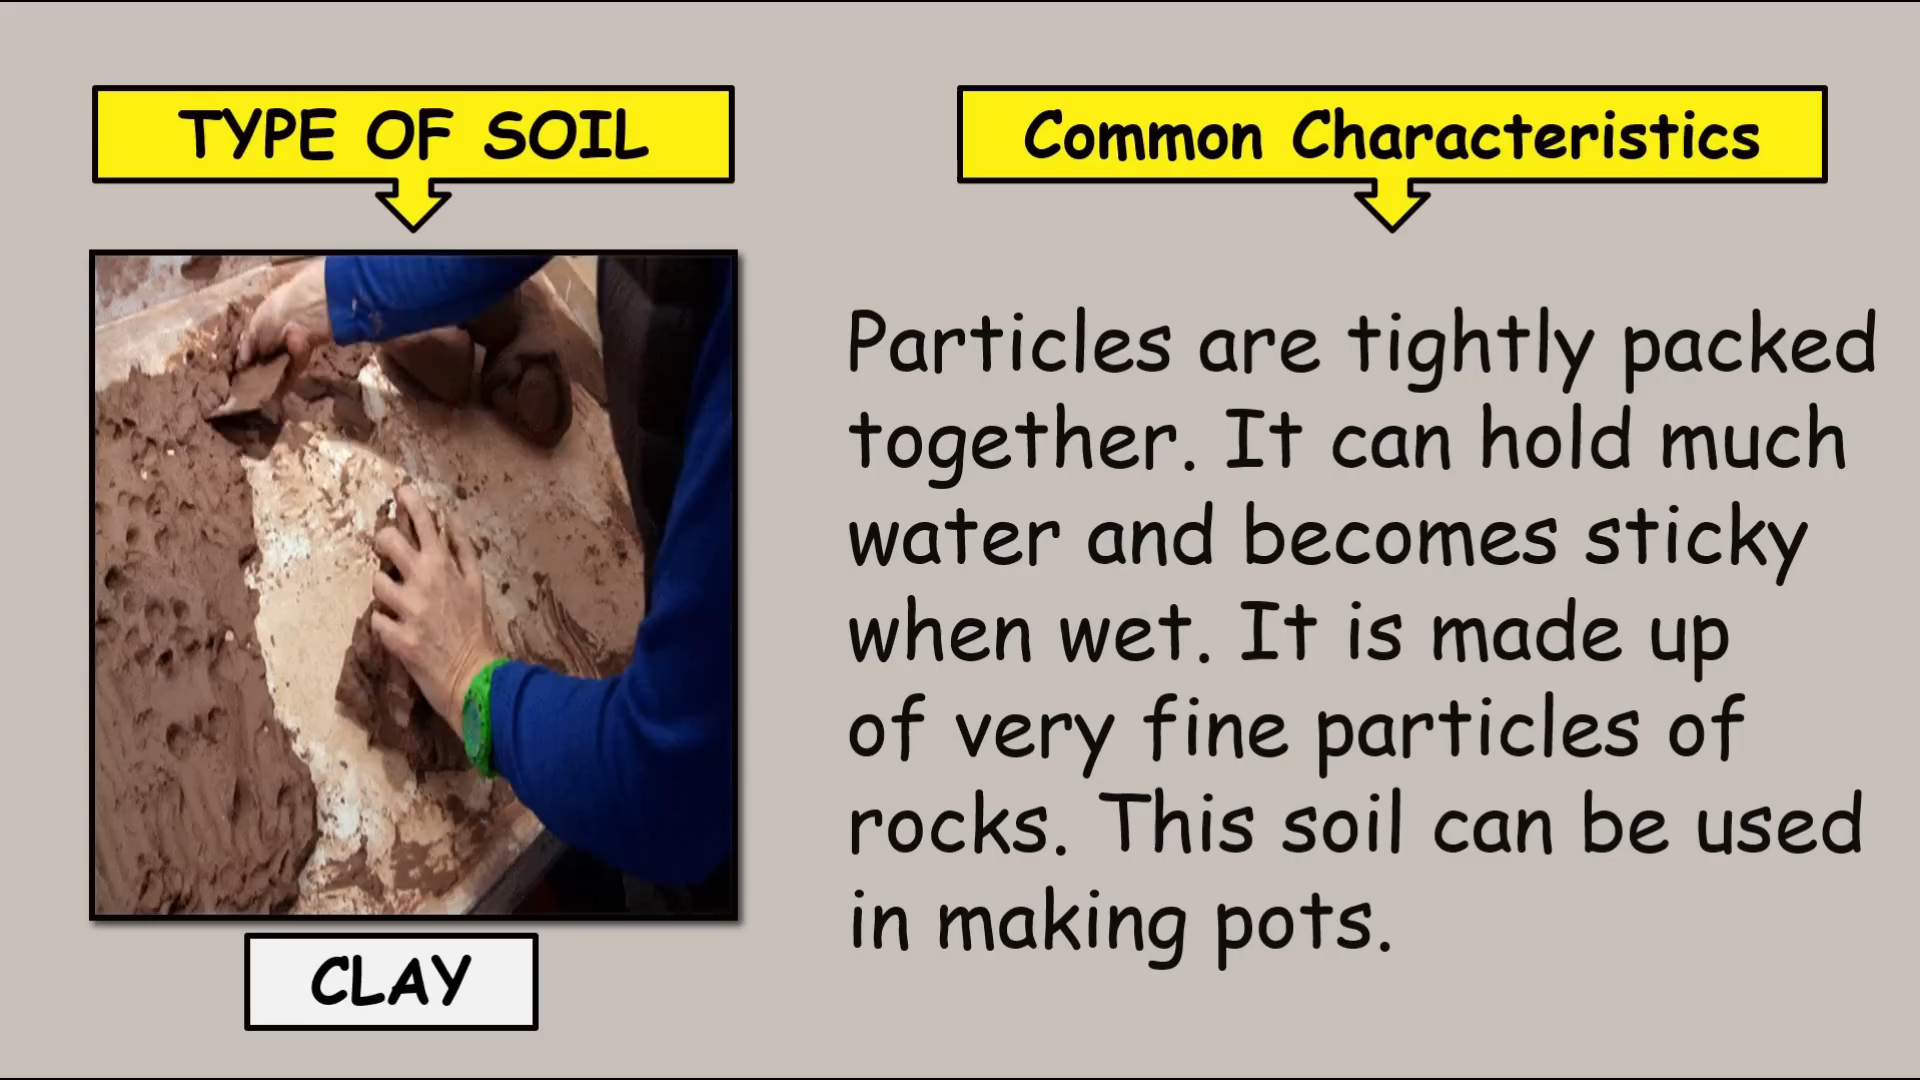 TYPE OF SOIL
Common Characteristics
Particles are tightly packed
together. It can hold much
water and becomes sticky
when wet. It is made up
of very fine particles of
rocks. This soil can be used
in making pots.
CLAY